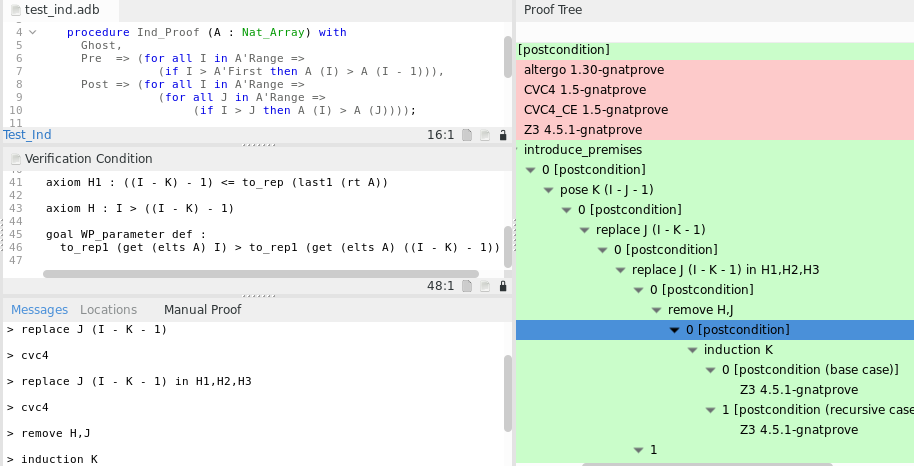 test_ind.adb
4 procedure Ind_Proof (A : Nat_Array) with
5 Ghost,
6 Pre => (for all I in A'Range =>
7 (if I > A'First then A (I) > A (I - 1))),
8 Post => (for all I in A'Range =>
9 (for all J in A'Range =>
10 (if I > J then A (I) > A (J))));
11
Test_Ind 16:1
Verification Condition
41 axiom H1 : ((I - K) - 1) <= to_rep (last1 (rt A))
42
43 axiom H : I > ((I - K) - 1)
44
45 goal WP_parameter def :
46 to_rep1 (get (elts A) I) > to_rep1 (get (elts A) ((I - K) - 1))
47
48:1
Messages Locations Manual Proof
> replace J (I - K - 1)
> cvc4
> replace J (I - K - 1) in H1,H2,H3
> cvc4
> remove H,J
> induction K
Proof Tree
[postcondition]
altergo 1.30-gnatprove
CVC4 1.5-gnatprove
CVC4_CE 1.5-gnatprove
Z3 4.5.1-gnatprove
introduce_premises
0 [postcondition]
pose K (I - J - 1)
0 [postcondition]
replace J (I - K - 1)
0 [postcondition]
replace J (I - K - 1) in H1,H2,H3
0 [postcondition]
remove H,J
0 [postcondition]
induction K
0 [postcondition (base case)]
Z3 4.5.1-gnatprove
1 [postcondition (recursive case
Z3 4.5.1-gnatprove
1